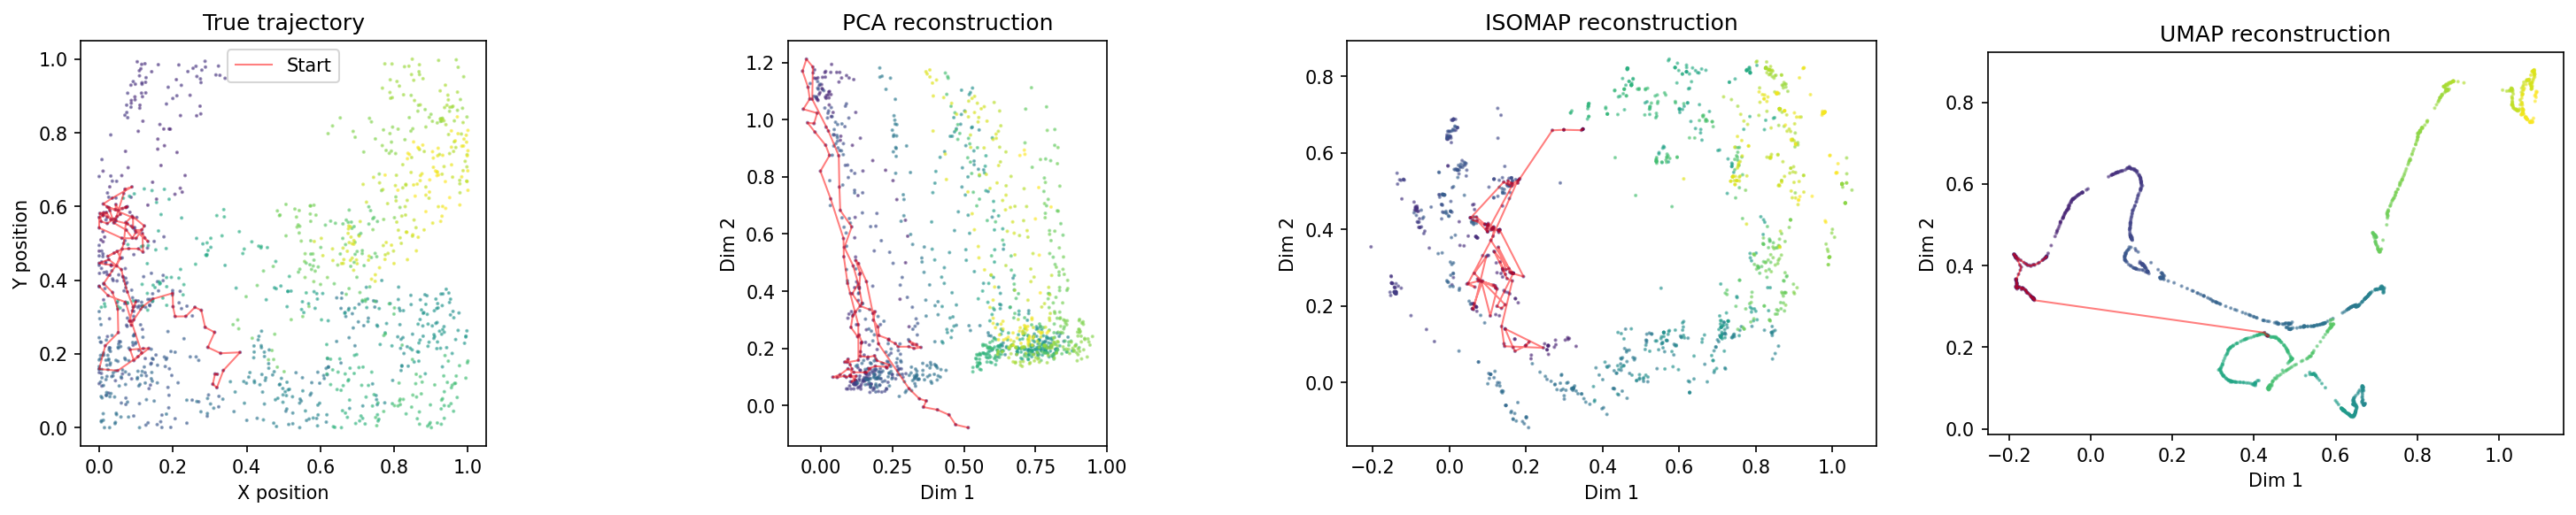 True trajectory
Start
1.0
0.8
0.6
0.4
0.2
0.0
Y position
0.0 0.2 0.4 0.6 0.8 1.0
X position
PCA reconstruction
1.2
1.0
0.8
0.6
0.4
0.2
0.0
Dim 2
0.00 0.25 0.50 0.75 1.00
Dim 1
ISOMAP reconstruction
0.8
0.6
0.4
0.2
0.0
Dim 2
−0.2 0.0 0.2 0.4 0.6 0.8 1.0
Dim 1
UMAP reconstruction
0.8
0.6
0.4
0.2
0.0
Dim 2
−0.2 0.0 0.2 0.4 0.6 0.8 1.0
Dim 1